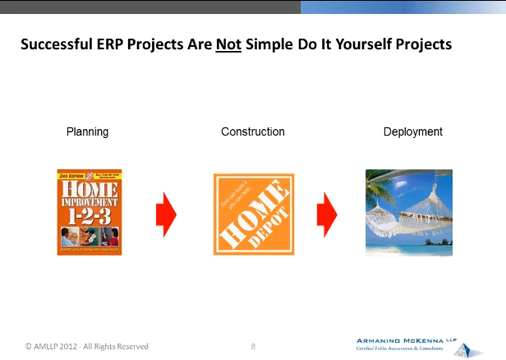 Successful ERP Projects Are Not Simple Do It Yourself Projects
Planning
Construction
Deployment
2ND EDITION
HOME
IMPROVEMENT
1-2-3
HOME
DEPOT
© AMLLP 2012 - All Rights Reserved
8
ARMANINO MCKENNA LLP
Certified Public Accountants & Consultants